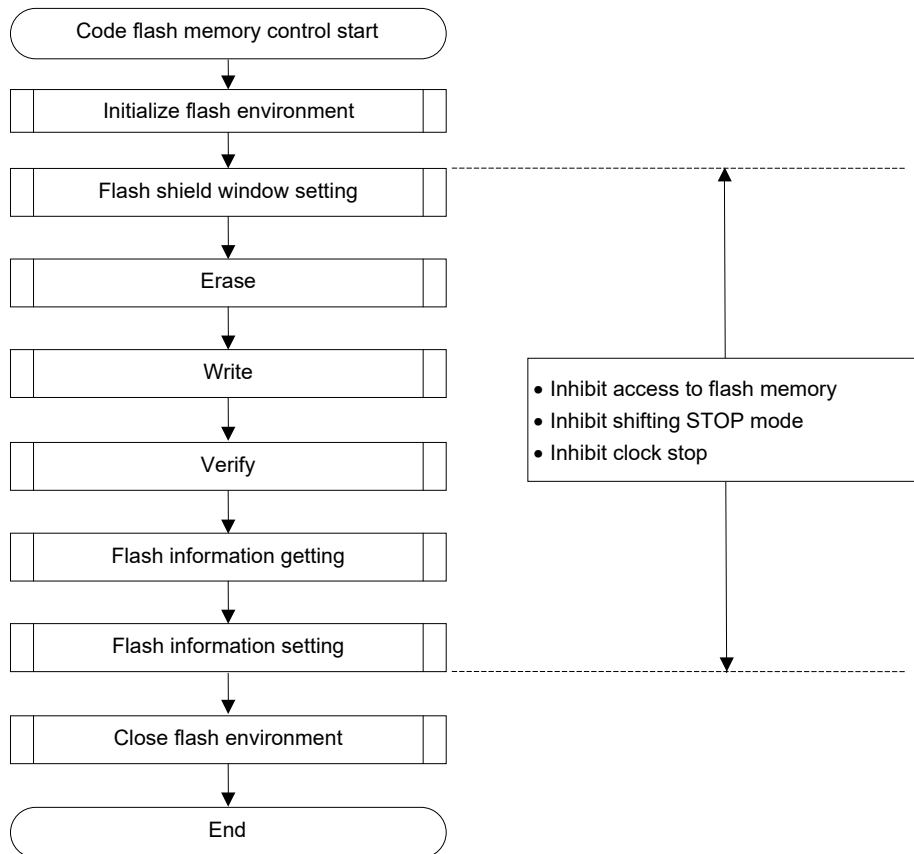 Code flash memory control start
Initialize flash environment
Flash shield window setting
Erase
Write
Verify
Flash information getting
Flash information setting
Close flash environment
End
• Inhibit access to flash memory
• Inhibit shifting STOP mode
• Inhibit clock stop